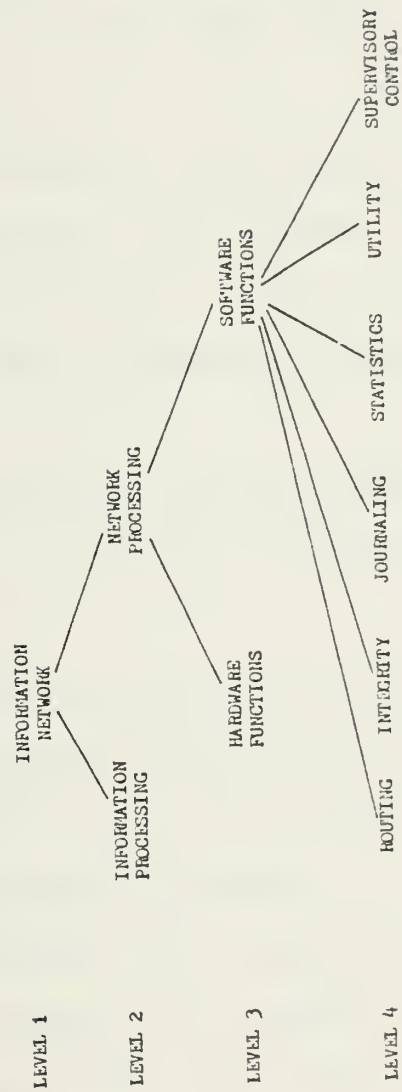 LEVEL 1
INFORMATION
NETWORK
LEVEL 2
INFORMATION
PROCESSING
NETWORK
PROCESSING
LEVEL 3
HARDWARE
FUNCTIONS
SOFTWARE
FUNCTIONS
LEVEL 4
ROUTING
INTEGRITY
JOURNALING
STATISTICS
UTILITY
SUPERVISORY
CONTROL